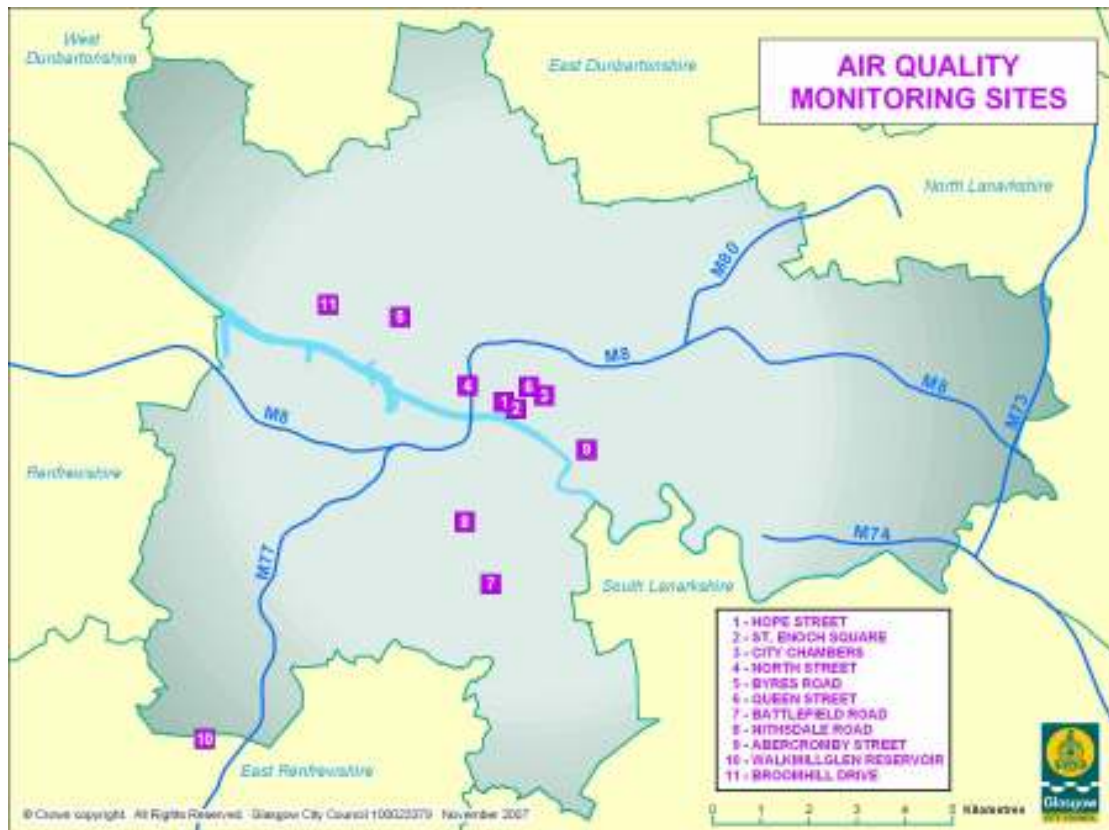 West
Dunbartonshire
East Dunbartonshire
AIR QUALITY
MONITORING SITES
North Lanarkshire
M80
11
5
M8
4
6
3
1
2
M8
M73
M8
9
Renfrewshire
8
M74
M77
7
South Lanarkshire
1 - HOPE STREET
2 - ST. ENOCH SQUARE
3 - CITY CHAMBERS
4 - NORTH STREET
5 - BYRES ROAD
6 - QUEEN STREET
7 - BATTLEFIELD ROAD
8 - NITHSDALE ROAD
9 - ABERCROMBY STREET
10 - WALKMILLGLEN RESERVOIR
11 - BROOMHILL DRIVE
10
East Renfrewshire
0 1 2 3 4 5 Kilometres
Glasgow
CITY COUNCIL
© Crown copyright. All Rights Reserved. Glasgow City Council 100023379 November 2007